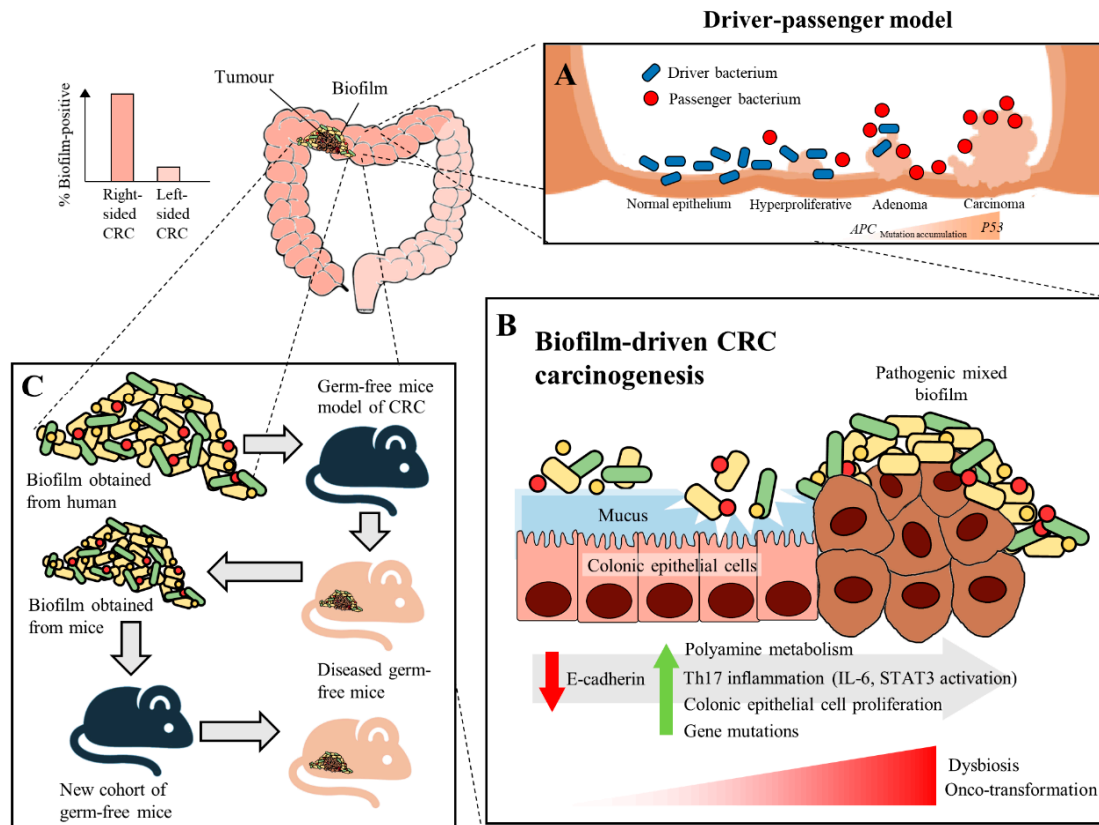 Driver-passenger model
Tumour
Biofilm
% Biofilm-positive
Right-
sided
CRC
Left-
sided
CRC
A
Driver bacterium
Passenger bacterium
Normal epithelium
Hyperproliferative
Adenoma
Carcinoma
APC
Mutation accumulation
P53
B
Biofilm-driven CRC
carcinogenesis
Pathogenic mixed
biofilm
Mucus
Colonic epithelial cells
E-cadherin
Polyamine metabolism
Th17 inflammation (IL-6, STAT3 activation)
Colonic epithelial cell proliferation
Gene mutations
Dysbiosis
Onco-transformation
C
Germ-free mice
model of CRC
Biofilm obtained
from human
Biofilm obtained
from mice
Diseased germ-
free mice
New cohort of
germ-free mice